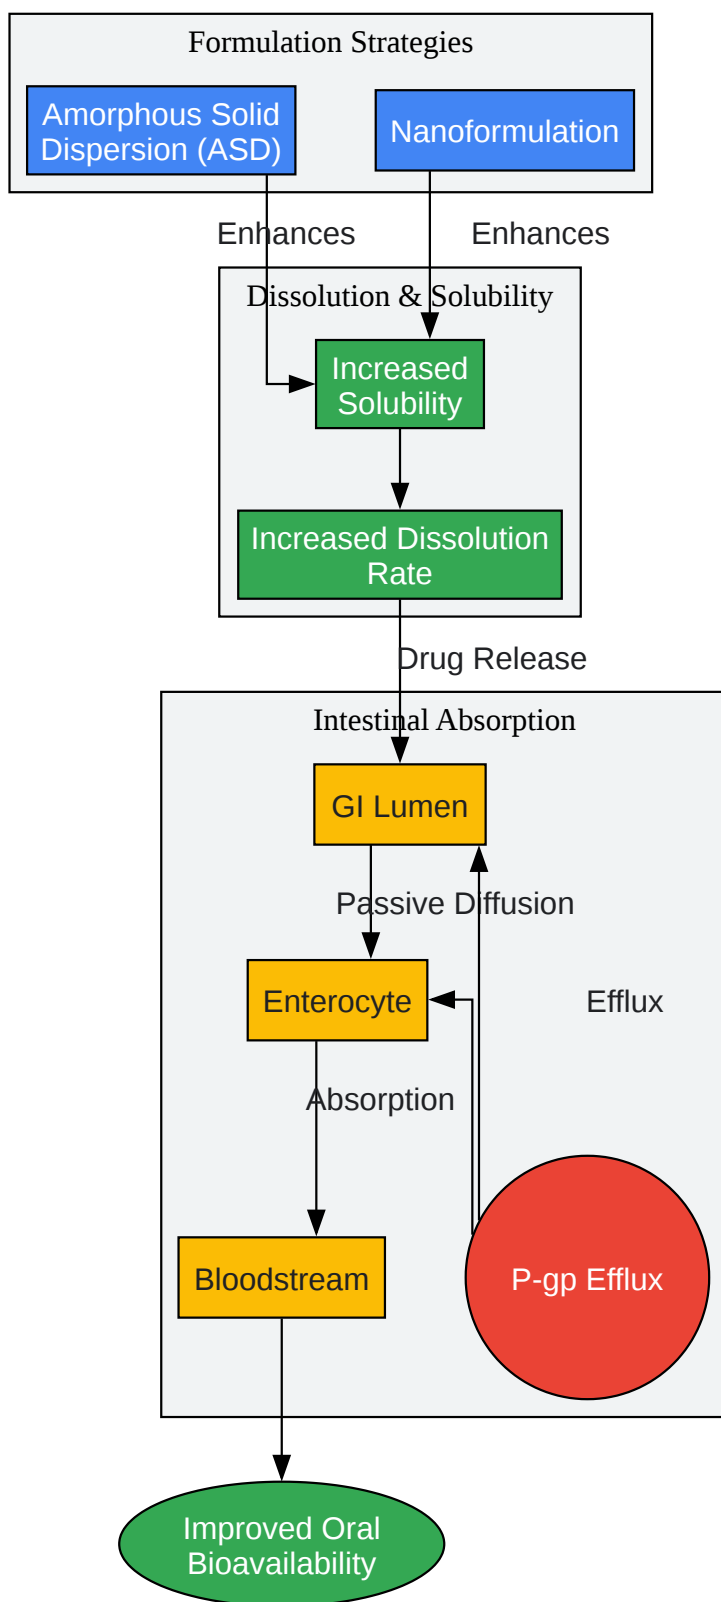 Formulation Strategies
Amorphous Solid
Dispersion (ASD)
Nanoformulation
Enhances
Enhances
Dissolution & Solubility
Increased
Solubility
Increased Dissolution
Rate
Drug Release
Intestinal Absorption
GI Lumen
Passive Diffusion
Enterocyte
Efflux
Absorption
Bloodstream
P-gp Efflux
Improved Oral
Bioavailability